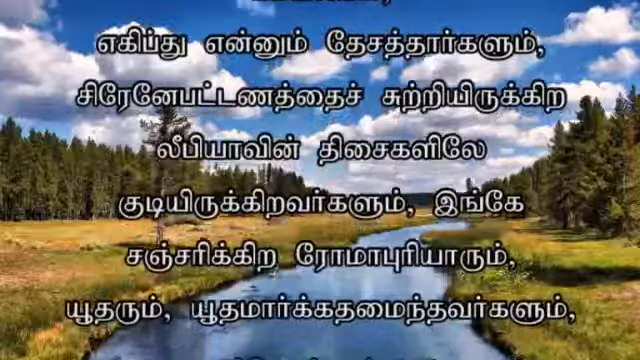 எகிப்து என்னும் தேசத்தார்களும்,
சிரேனேபட்டணத்தைச் சுற்றியிருக்கிற
லீபியாவின் திசைகளிலே
குடியிருக்கிறவர்களும், இங்கே
சஞ்சரிக்கிற ரோமாபுரியாரும்,
யூதரும், யூதமார்க்கதமைந்தவர்களும்,